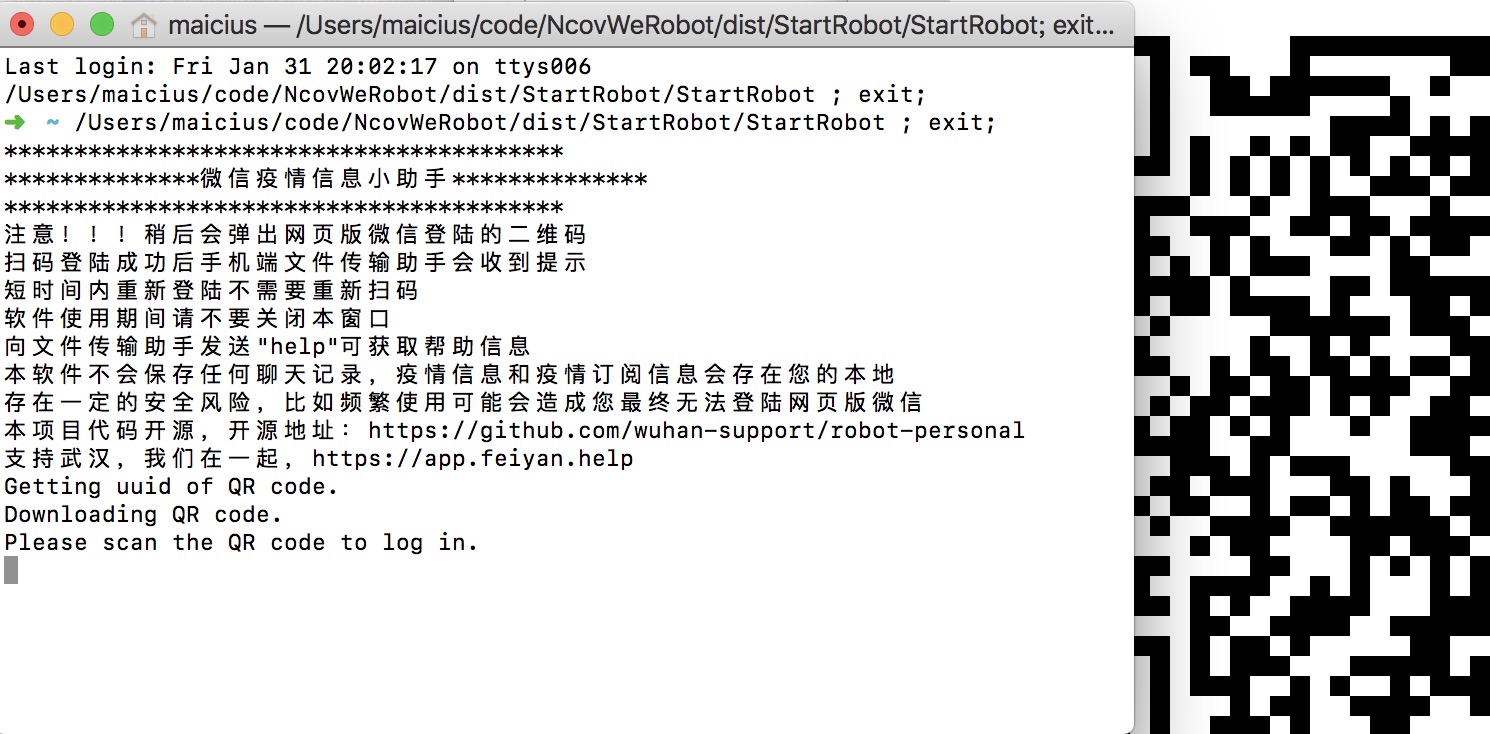 maicius — /Users/maicius/code/NcovWeRobot/dist/StartRobot/StartRobot; exit...
Last login: Fri Jan 31 20:02:17 on ttys006
/Users/maicius/code/NcovWeRobot/dist/StartRobot/StartRobot ; exit;
➜ ~ /Users/maicius/code/NcovWeRobot/dist/StartRobot/StartRobot ; exit;
****************************************
**************微信疫情信息小助手**************
****************************************
注意！！！稍后会弹出网页版微信登陆的二维码
扫码登陆成功后手机端文件传输助手会收到提示
短时间内重新登陆不需要重新扫码
软件使用期间请不要关闭本窗口
向文件传输助手发送"help"可获取帮助信息
本软件不会保存任何聊天记录，疫情信息和疫情订阅信息会存在您的本地
存在一定的安全风险，比如频繁使用可能会造成您最终无法登陆网页版微信
本项目代码开源，开源地址：https://github.com/wuhan-support/robot-personal
支持武汉，我们在一起，https://app.feiyan.help
Getting uuid of QR code.
Downloading QR code.
Please scan the QR code to log in.